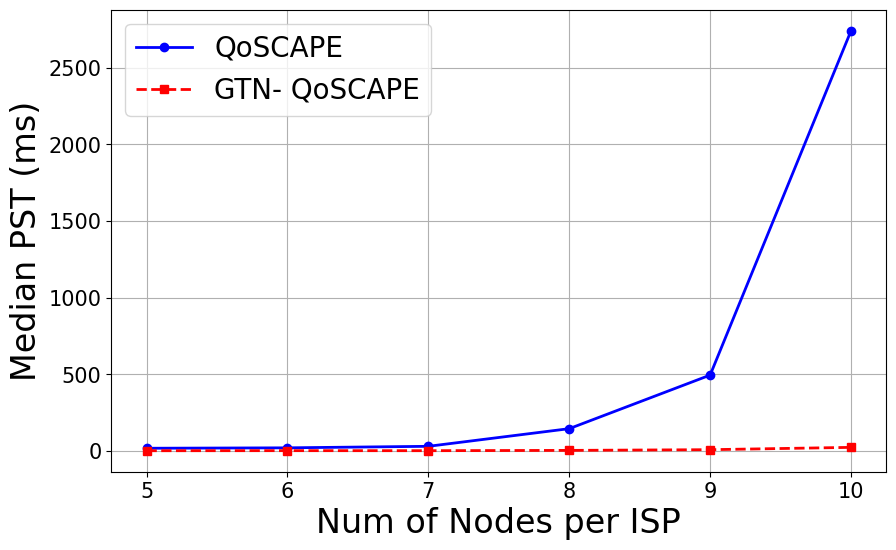 QoSCAPE
GTN- QoSCAPE
Median PST (ms)
2500
2000
1500
1000
500
0
5 6 7 8 9 10
Num of Nodes per ISP